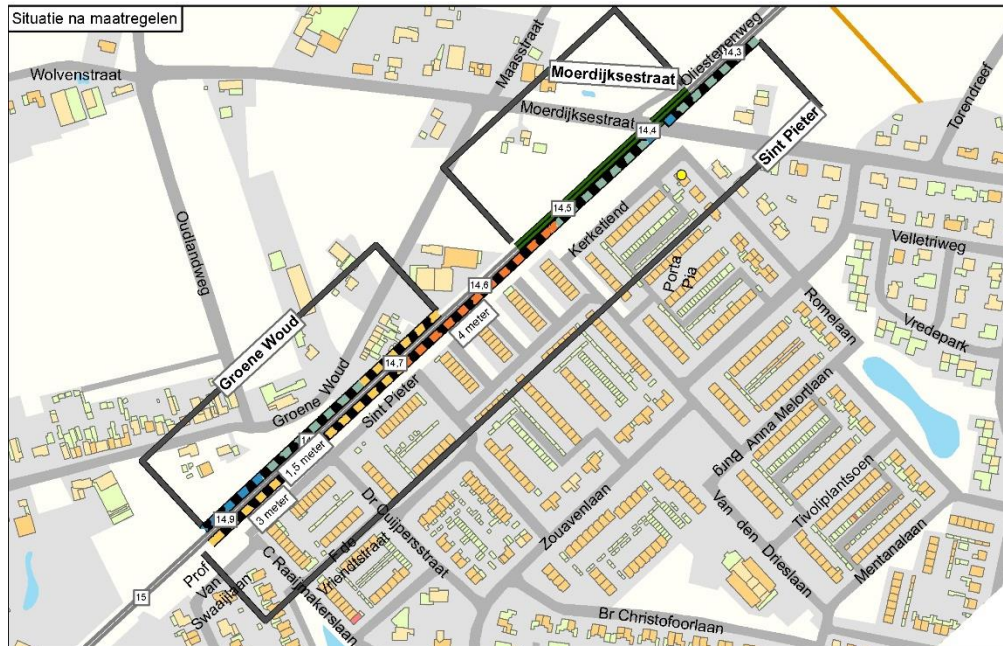 Situatie na maatregelen
Oliestenenweg
14,3
Maasstraat
Moerdijksestraat
Wolvenstraat
Torendreef
Moerdijksestraat
14,4
Sint Pieter
14,5
Kerketiend
Oudlandweg
Velletriweg
Porta
Pia
14,6
4 meter
Romelaan
Vredepark
Groene Woud
14,7
Groene Woud
Sint Pieter
Burg Anna Melortlaan
1,5 meter
Tivoliplantsoen
14,9
3 meter
Dr Cuijpersstraat
Zouavenlaan
Van den Drieslaan
Mentanalaan
F de
Vriendtstraat
C Raaijmakerslaan
Prof
Van
Swaaijlaan
15
Br Christofoorlaan